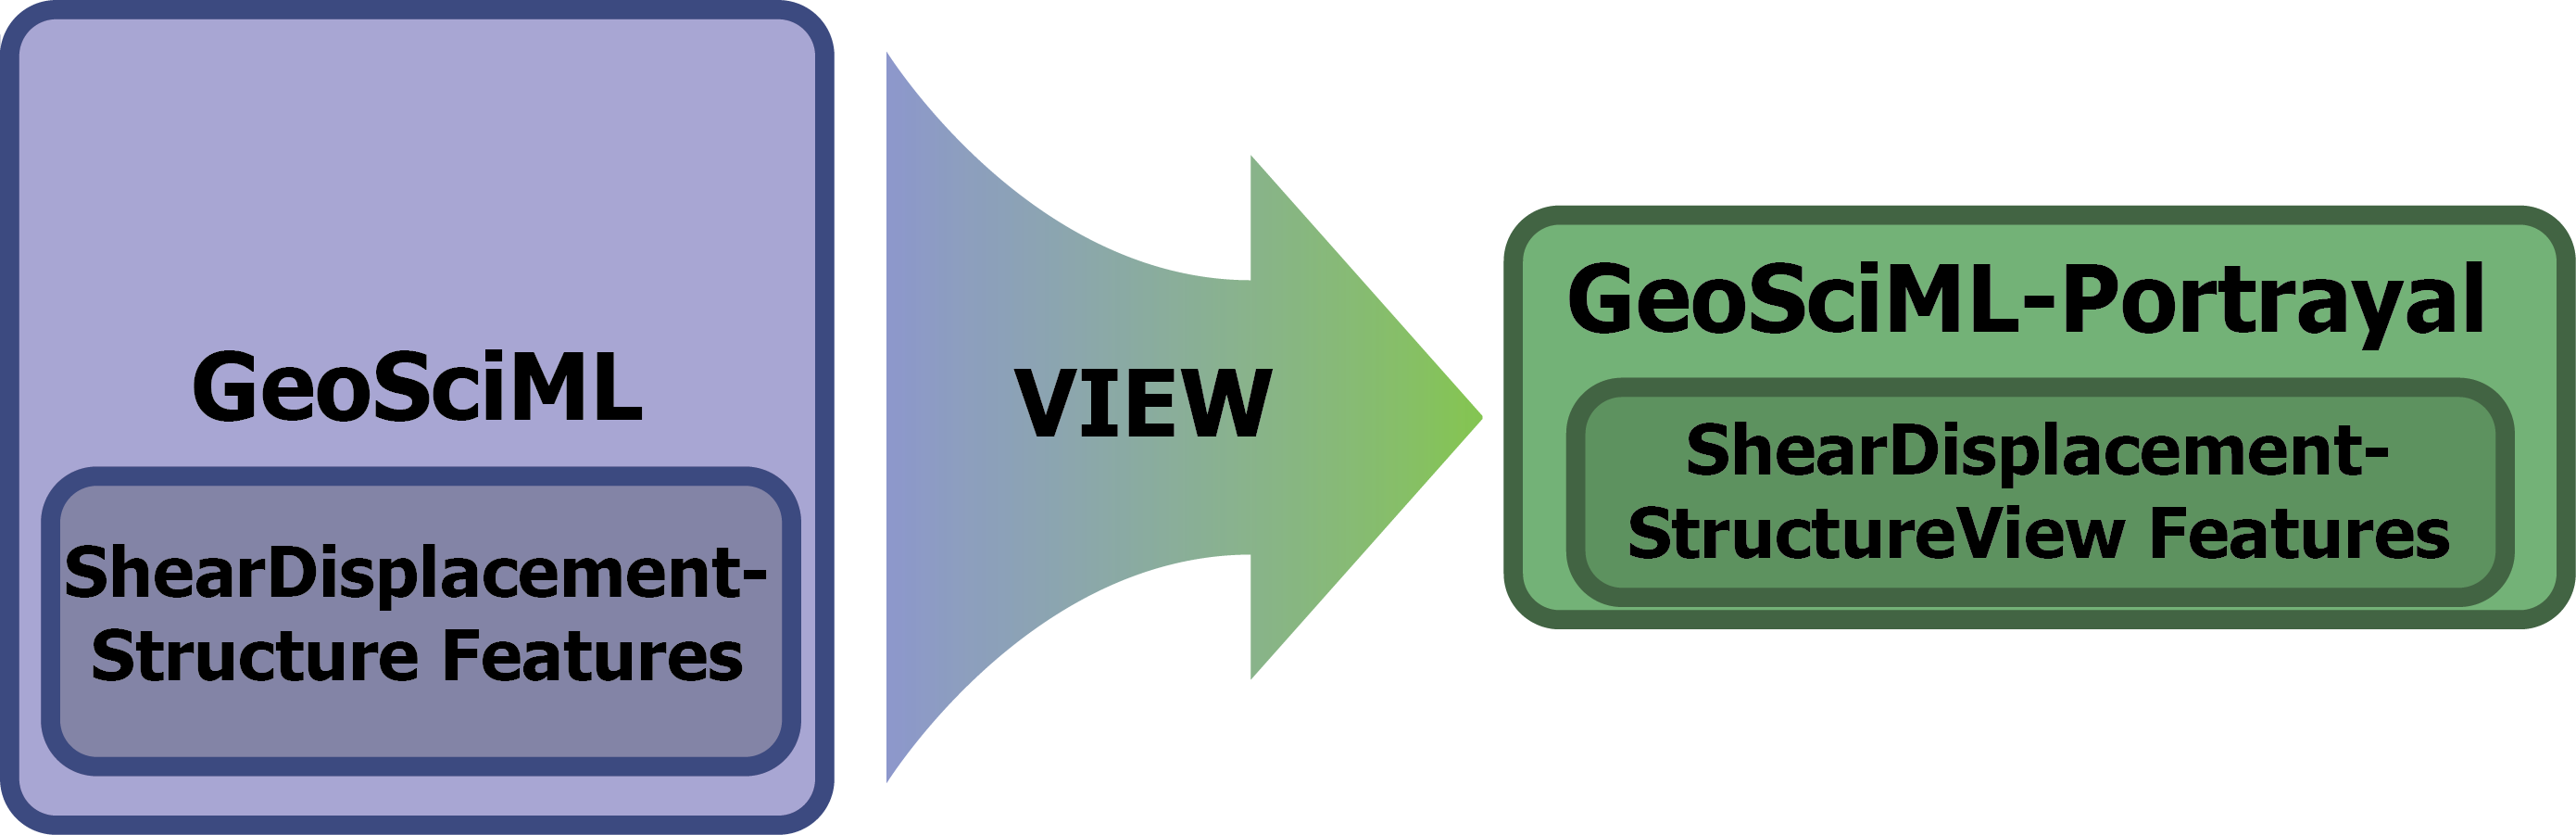 GeoSciML
ShearDisplacement-
Structure Features
VIEW
GeoSciML-Portrayal
ShearDisplacement-
StructureView Features